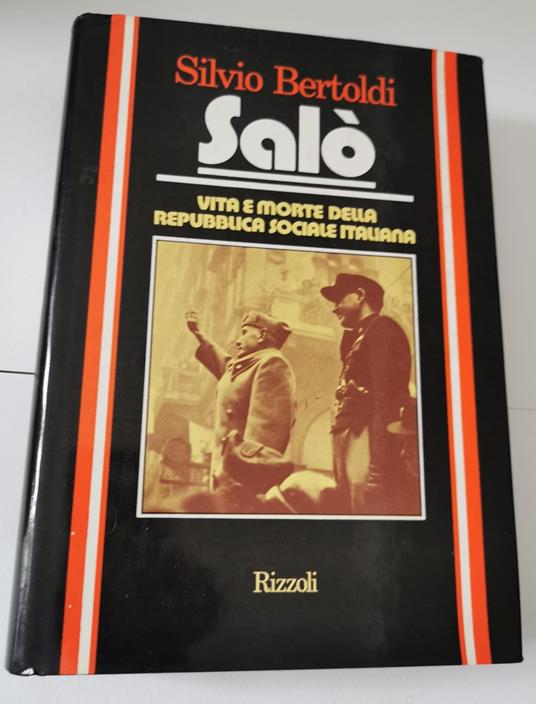 Silvio Bertoldi
Salò
VITA E MORTE DELLA
REPUBBLICA SOCIALE ITALIANA
Rizzoli